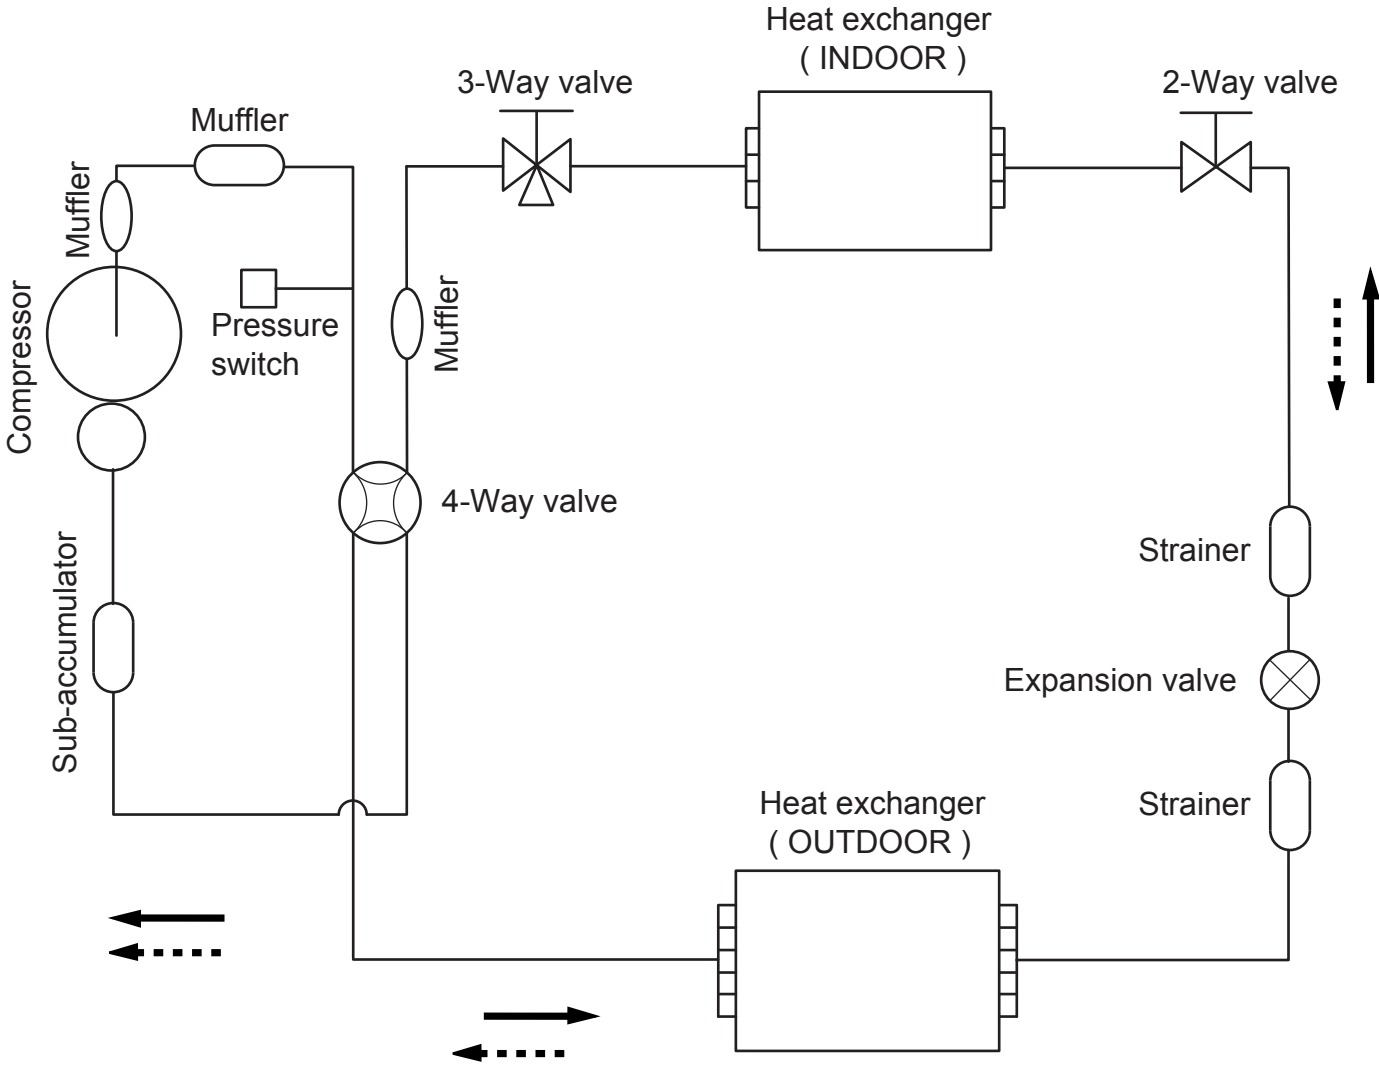 Heat exchanger
( INDOOR )
3-Way valve
2-Way valve
Muffler
Muffler
Compressor
Pressure
switch
Muffler
4-Way valve
Strainer
Sub-accumulator
Expansion valve
Strainer
Heat exchanger
( OUTDOOR )